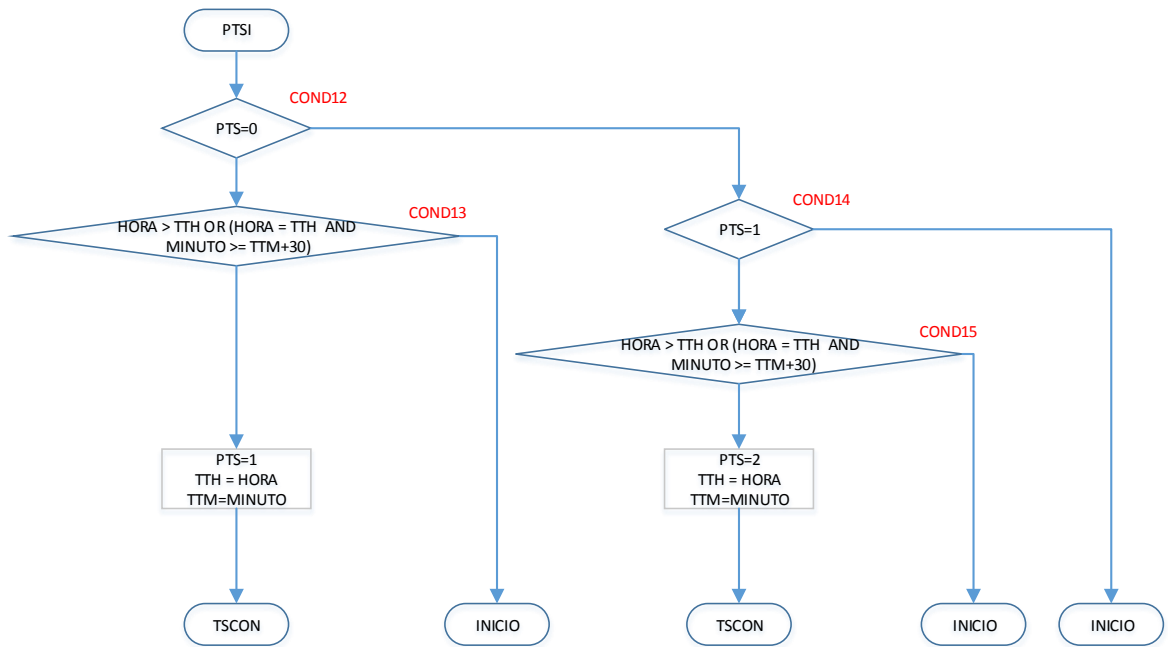 PTSI
COND12
PTS=0
COND13
HORA > TTH OR (HORA = TTH AND
MINUTO >= TTM+30)
COND14
PTS=1
COND15
HORA > TTH OR (HORA = TTH AND
MINUTO >= TTM+30)
PTS=1
TTH = HORA
TTM=MINUTO
PTS=2
TTH = HORA
TTM=MINUTO
TSCON
INICIO
TSCON
INICIO
INICIO